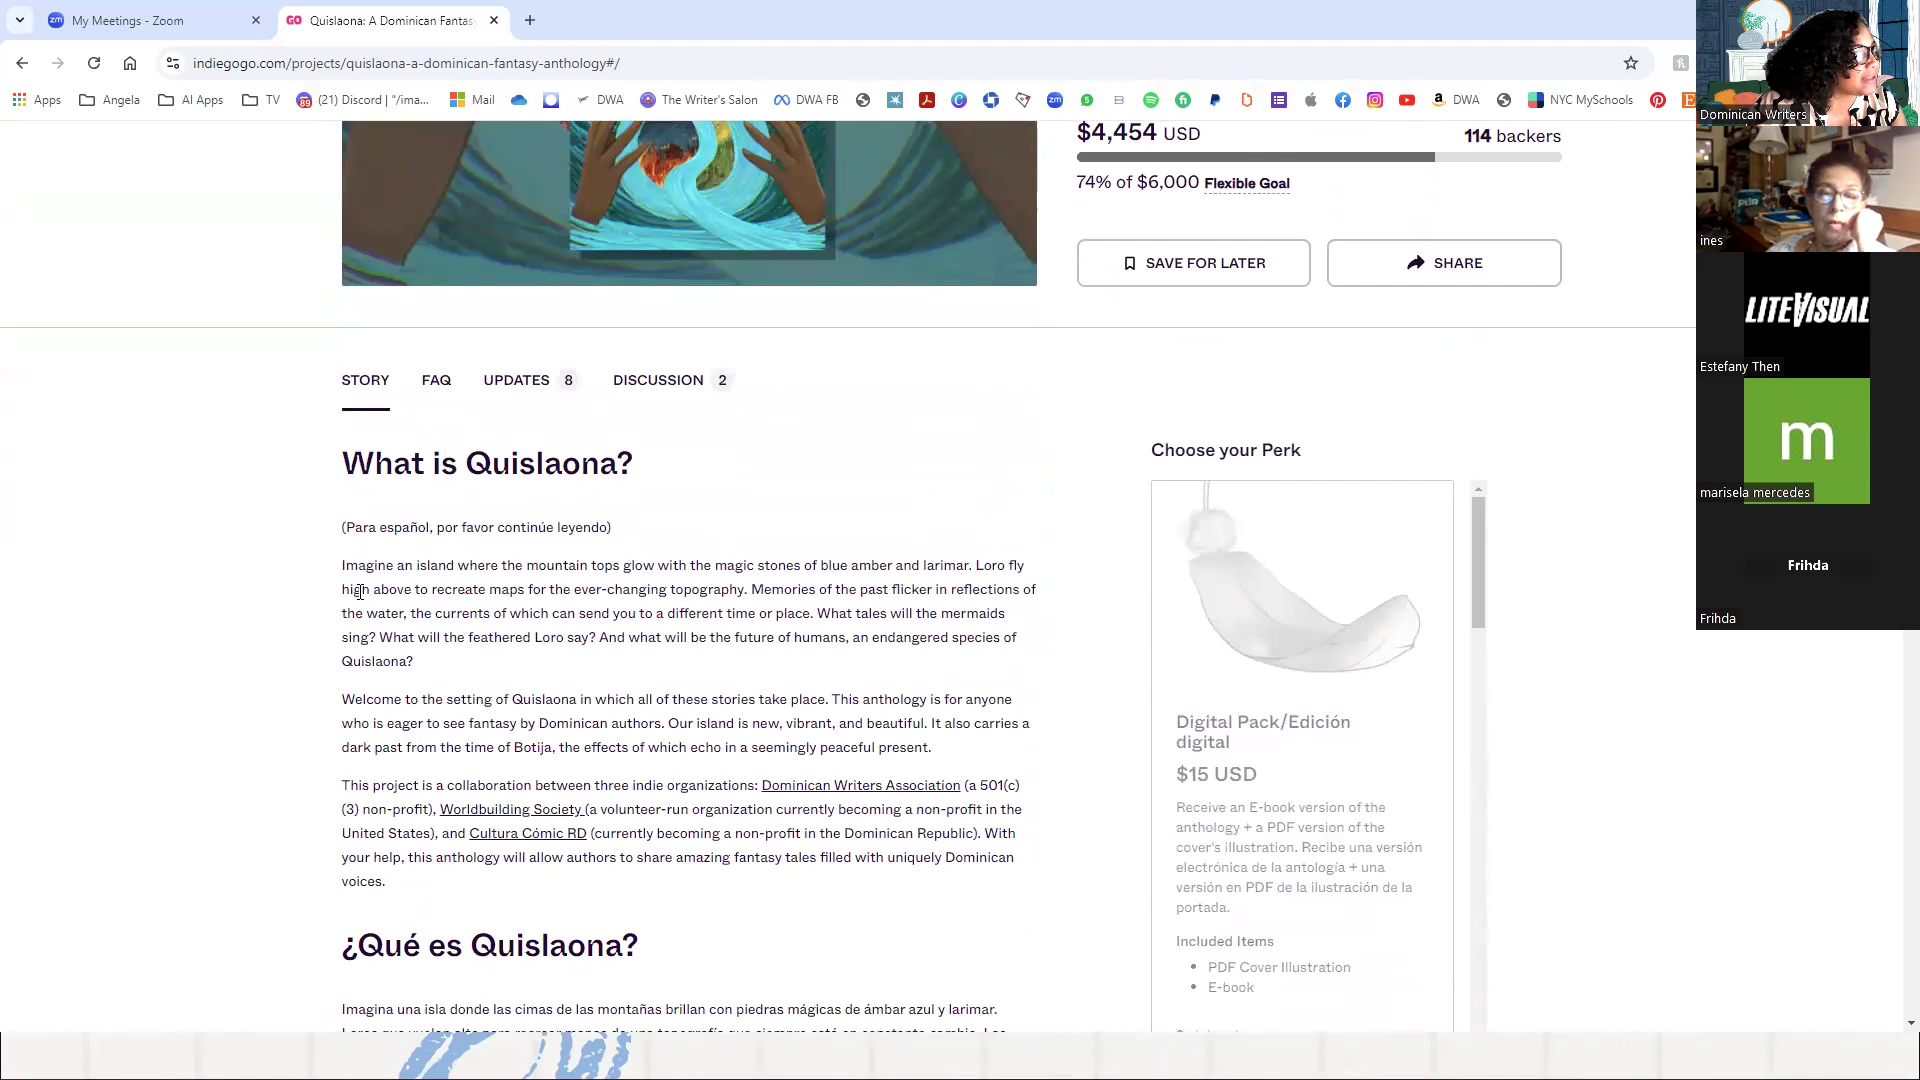 My Meetings - Zoom
Quislaona: A Dominican Fantas
indiegogo.com/projects/quislaona-a-dominican-fantasy-anthology#/
Apps
Angela
AI Apps
TV
(21) Discord | "/ima...
Mail
DWA
The Writer's Salon
DWA FB
DWA
NYC MySchools
$4,454 USD
114 backers
74% of $6,000 Flexible Goal
SAVE FOR LATER
SHARE
STORY
FAQ
UPDATES 8
DISCUSSION 2
What is Quislaona?
(Para español, por favor continúe leyendo)
Imagine an island where the mountain tops glow with the magic stones of blue amber and larimar. Loro fly
high above to recreate maps for the ever-changing topography. Memories of the past flicker in reflections of
the water, the currents of which can send you to a different time or place. What tales will the mermaids
sing? What will the feathered Loro say? And what will be the future of humans, an endangered species of
Quislaona?
Welcome to the setting of Quislaona in which all of these stories take place. This anthology is for anyone
who is eager to see fantasy by Dominican authors. Our island is new, vibrant, and beautiful. It also carries a
dark past from the time of Botija, the effects of which echo in a seemingly peaceful present.
This project is a collaboration between three indie organizations: Dominican Writers Association (a 501(c)
(3) non-profit), Worldbuilding Society (a volunteer-run organization currently becoming a non-profit in the
United States), and Cultura Cómic RD (currently becoming a non-profit in the Dominican Republic). With
your help, this anthology will allow authors to share amazing fantasy tales filled with uniquely Dominican
voices.
¿Qué es Quislaona?
Imagina una isla donde las cimas de las montañas brillan con piedras mágicas de ámbar azul y larimar.
Choose your Perk
Digital Pack/Edición
digital
$15 USD
Receive an E-book version of the
anthology + a PDF version of the
cover's illustration. Recibe una versión
electrónica de la antología + una
versión en PDF de la ilustración de la
portada.
Included Items
PDF Cover Illustration
E-book
Dominican Writers
ines
LITEVISUAL
Estefany Then
m
marisela mercedes
Frihda
Frihda